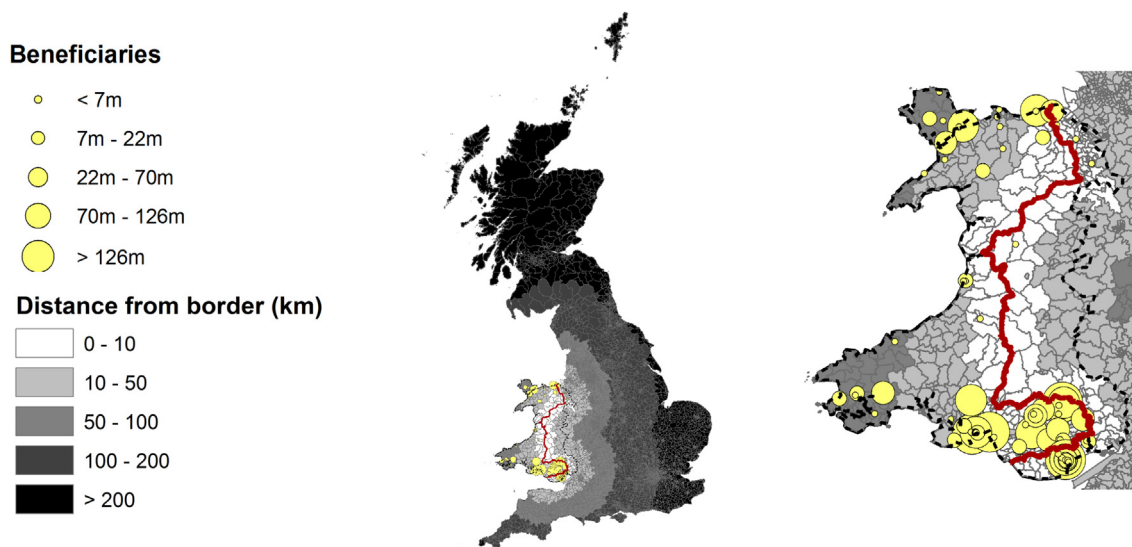 Beneficiaries
< 7m
7m - 22m
22m - 70m
70m - 126m
> 126m
Distance from border (km)
0 - 10
10 - 50
50 - 100
100 - 200
> 200